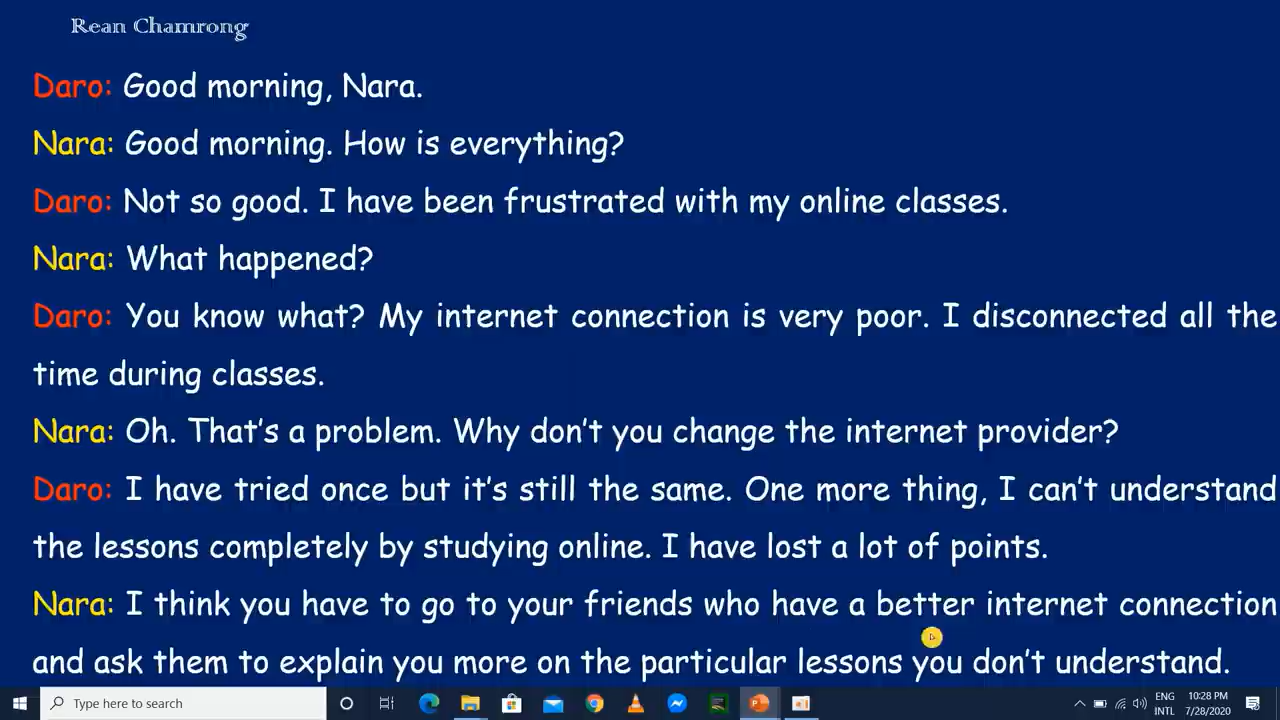 Rean Chamrong
Daro: Good morning, Nara.
Nara: Good morning. How is everything?
Daro: Not so good. I have been frustrated with my online classes.
Nara: What happened?
Daro: You know what? My internet connection is very poor. I disconnected all the
time during classes.
Nara: Oh. That's a problem. Why don't you change the internet provider?
Daro: I have tried once but it's still the same. One more thing, I can't understand
the lessons completely by studying online. I have lost a lot of points.
Nara: I think you have to go to your friends who have a better internet connection
and ask them to explain you more on the particular lessons you don't understand.
Type here to search
ENG
INTL
10:28 PM
7/28/2020